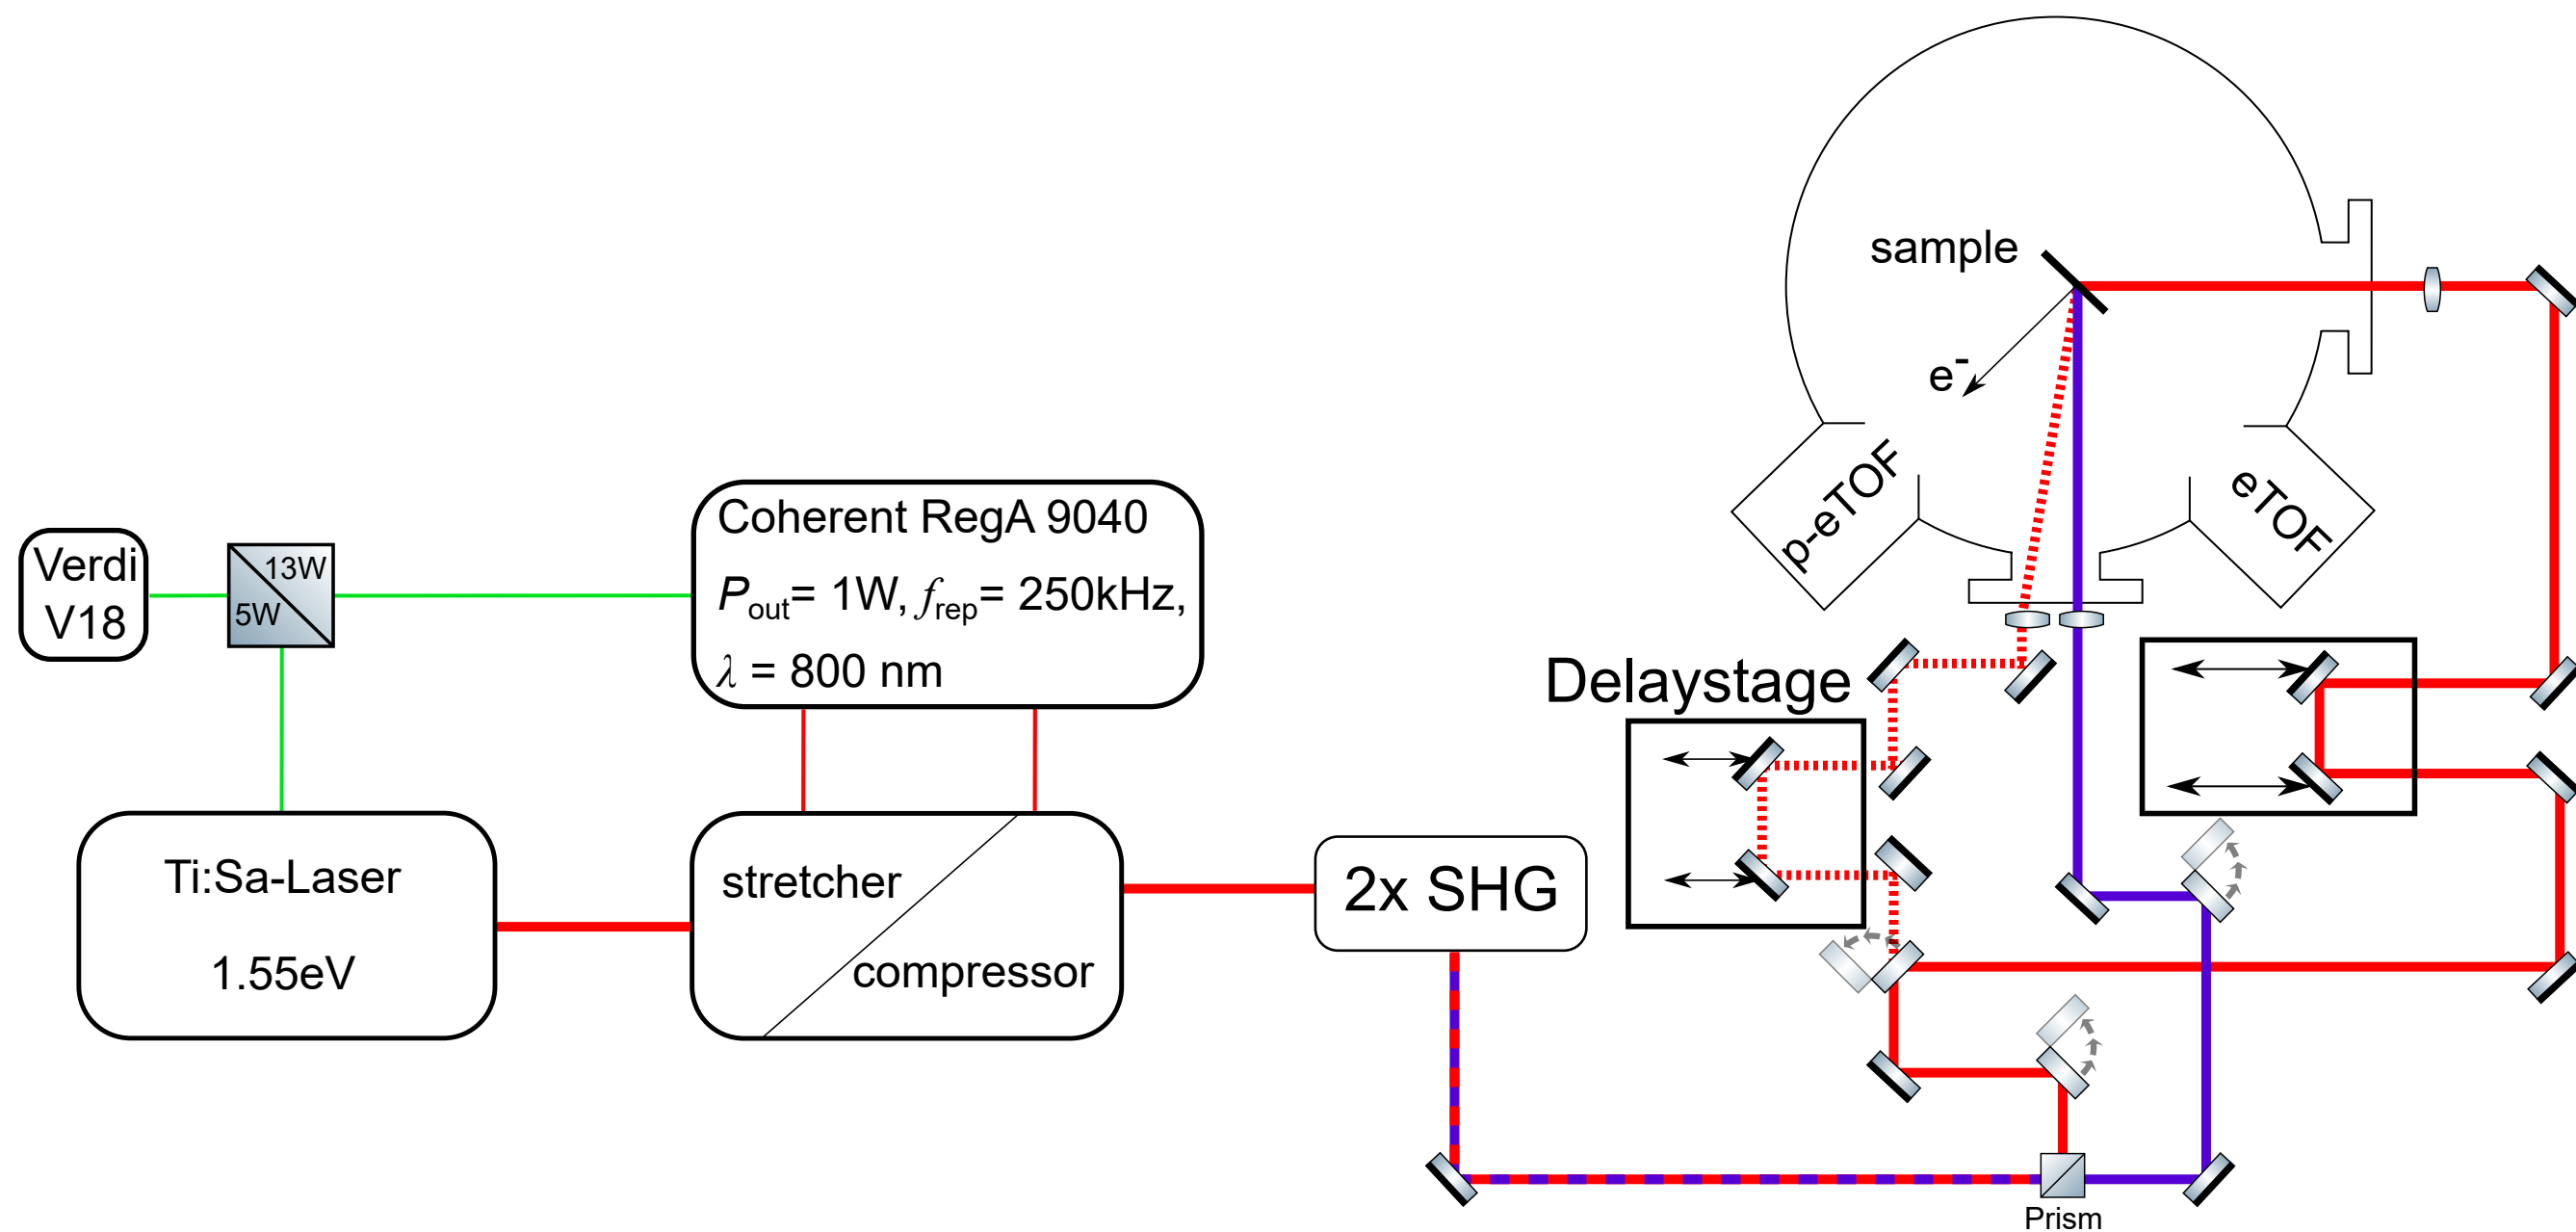 Verdi
V18
13W
5W
Coherent RegA 9040
Pout= 1W, frep= 250kHz,
λ = 800 nm
Ti:Sa-Laser
1.55eV
stretcher
compressor
2x SHG
Delaystage
sample
e-
p-eTOF
eTOF
Prism